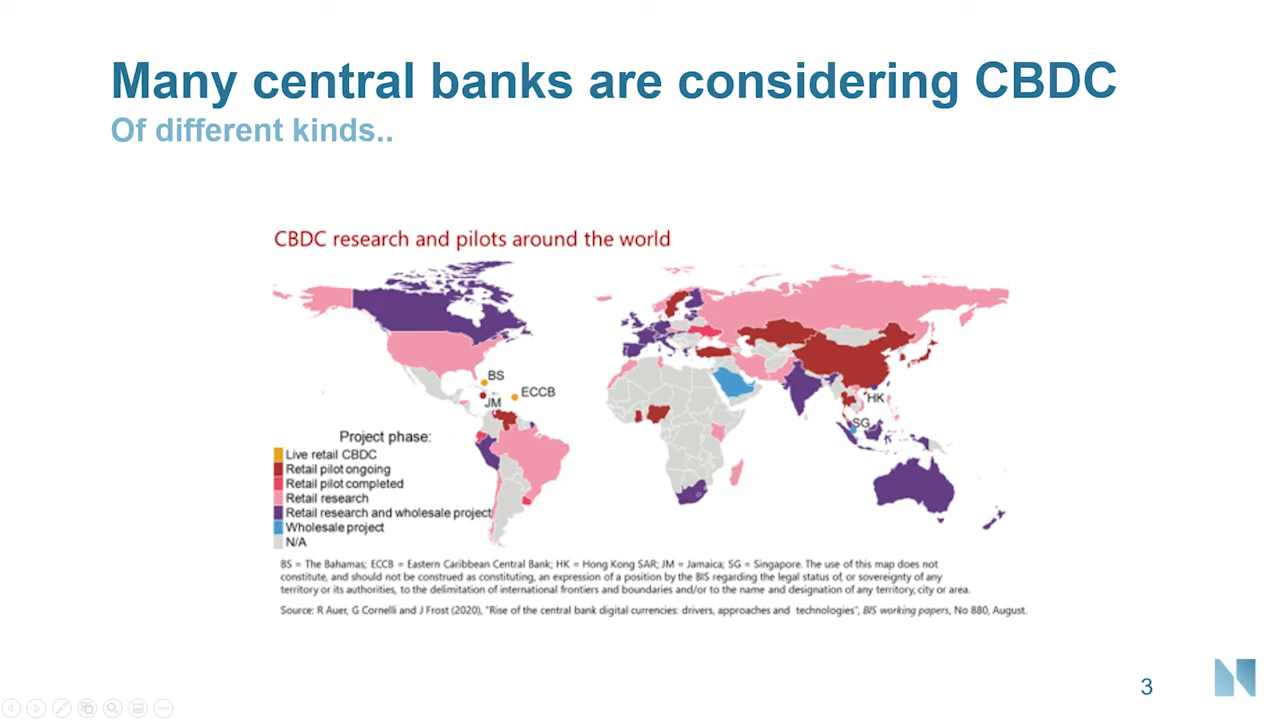 Many central banks are considering CBDC
Of different kinds..
CBDC research and pilots around the world
BS
ECCB
JM
HK
SG
Project phase:
Live retail CBDC
Retail pilot ongoing
Retail pilot completed
Retail research
Retail research and wholesale project
Wholesale project
N/A
BS = The Bahamas; ECCB = Eastern Caribbean Central Bank; HK = Hong Kong SAR; JM = Jamaica; SG = Singapore. The use of this map does not
constitute, and should not be construed as constituting, an expression of a position by the BIS regarding the legal status of, or sovereignty of any
territory or its authorities, to the delimitation of international frontiers and boundaries and/or to the name and designation of any territory, city or area.
Source: R Auer, G Cornelli and J Frost (2020), "Rise of the central bank digital currencies: drivers, approaches and technologies", BIS working papers, No 880, August.
3